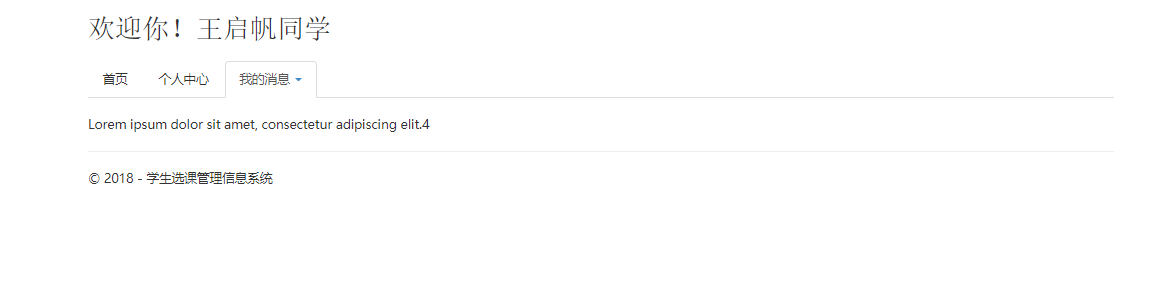 欢迎你！王启帆同学
首页 个人中心 我的消息
Lorem ipsum dolor sit amet, consectetur adipiscing elit.4
© 2018 - 学生选课管理信息系统